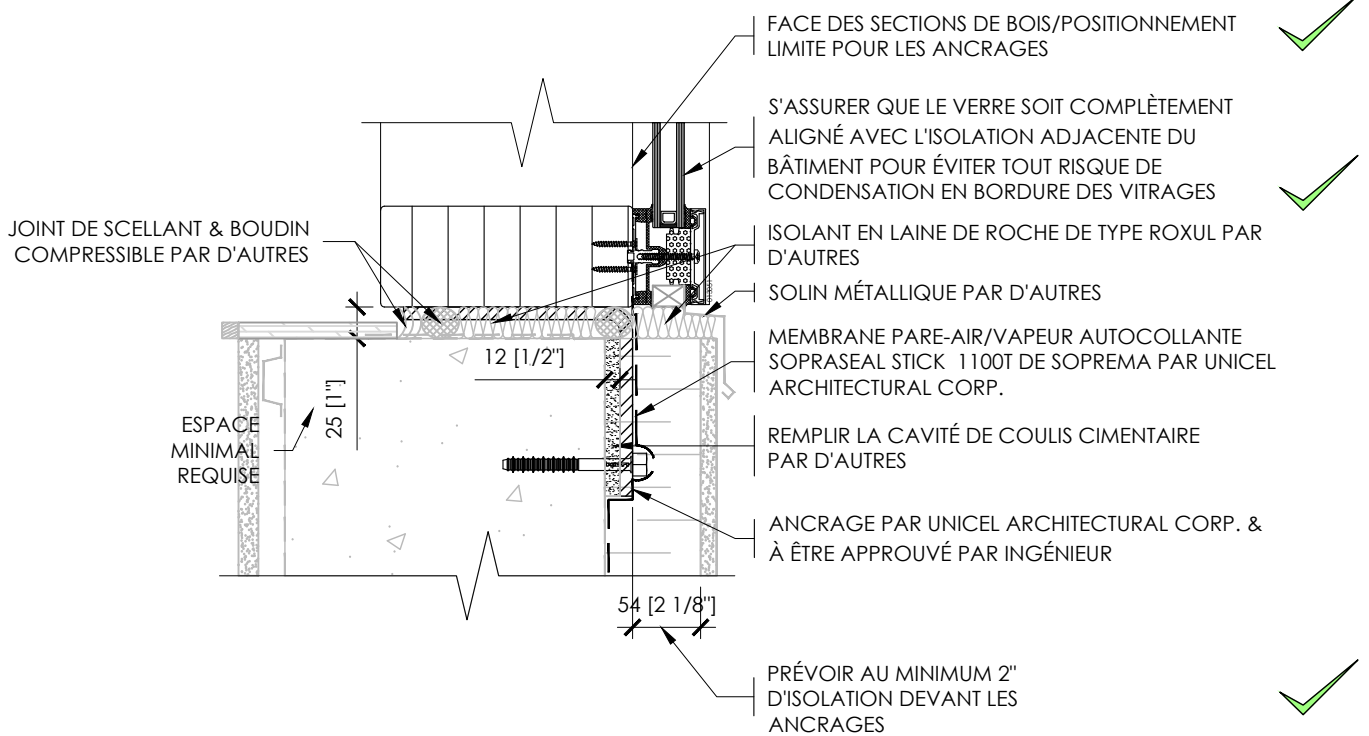 FACE DES SECTIONS DE BOIS/POSITIONNEMENT
LIMITE POUR LES ANCRAGES
S'ASSURER QUE LE VERRE SOIT COMPLÈTEMENT
ALIGNÉ AVEC L'ISOLATION ADJACENTE DU
BÂTIMENT POUR ÉVITER TOUT RISQUE DE
CONDENSATION EN BORDURE DES VITRAGES
JOINT DE SCELLANT & BOUDIN
COMPRESSIBLE PAR D'AUTRES
ISOLANT EN LAINE DE ROCHE DE TYPE ROXUL PAR
D'AUTRES
SOLIN MÉTALLIQUE PAR D'AUTRES
MEMBRANE PARE-AIR/VAPEUR AUTOCOLLANTE
SOPRASEAL STICK 1100T DE SOPREMA PAR UNICEL
ARCHITECTURAL CORP.
12 [1/2"]
25 [1"]
ESPACE
MINIMAL
REQUISE
REMPLIR LA CAVITÉ DE COULIS CIMENTAIRE
PAR D'AUTRES
ANCRAGE PAR UNICEL ARCHITECTURAL CORP. &
À ÊTRE APPROUVÉ PAR INGÉNIEUR
54 [2 1/8"]
PRÉVOIR AU MINIMUM 2"
D'ISOLATION DEVANT LES
ANCRAGES